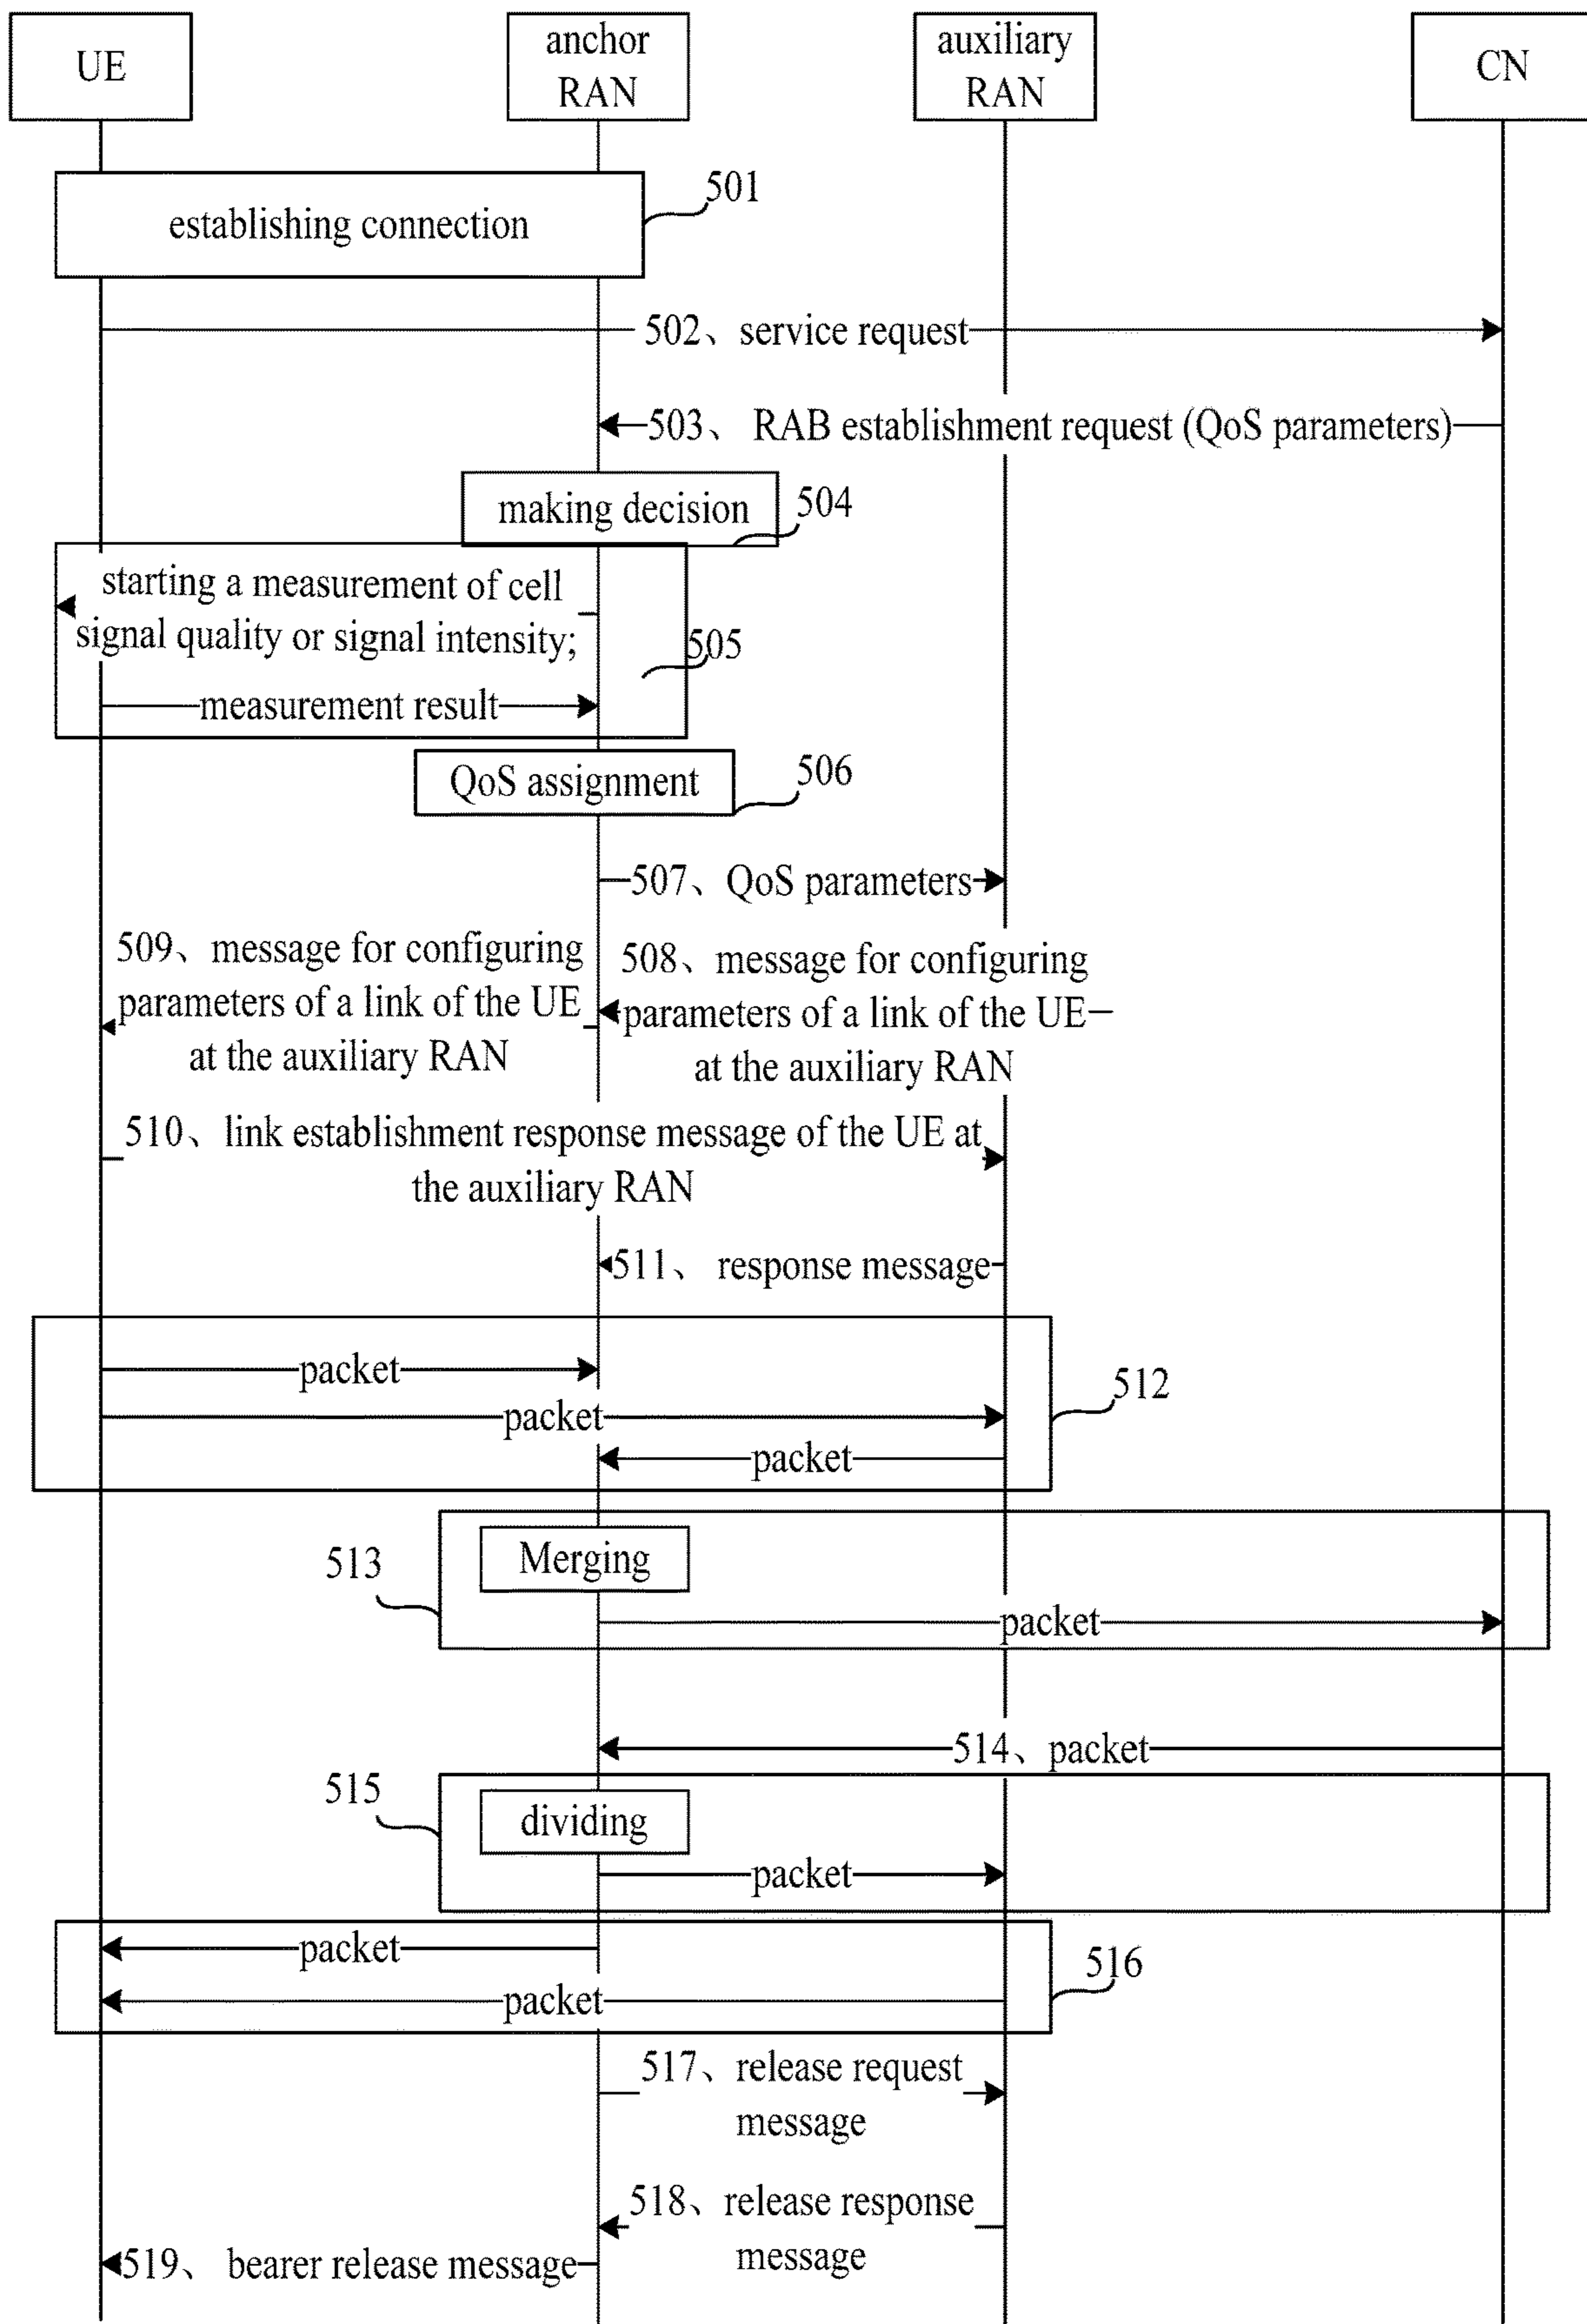 UE
anchor
RAN
auxiliary
RAN
CN
establishing connection
501
502、service request
503、 RAB establishment request (QoS parameters)
making decision
504
starting a measurement of cell
signal quality or signal intensity;
505
measurement result
QoS assignment
506
507、QoS parameters
509、message for configuring
parameters of a link of the UE
at the auxiliary RAN
508、message for configuring
parameters of a link of the UE
at the auxiliary RAN
510、link establishment response message of the UE at
the auxiliary RAN
511、 response message
packet
packet
packet
512
Merging
513
packet
514、packet
515
dividing
packet
packet
packet
516
517、release request
message
518、release response
message
519、 bearer release message